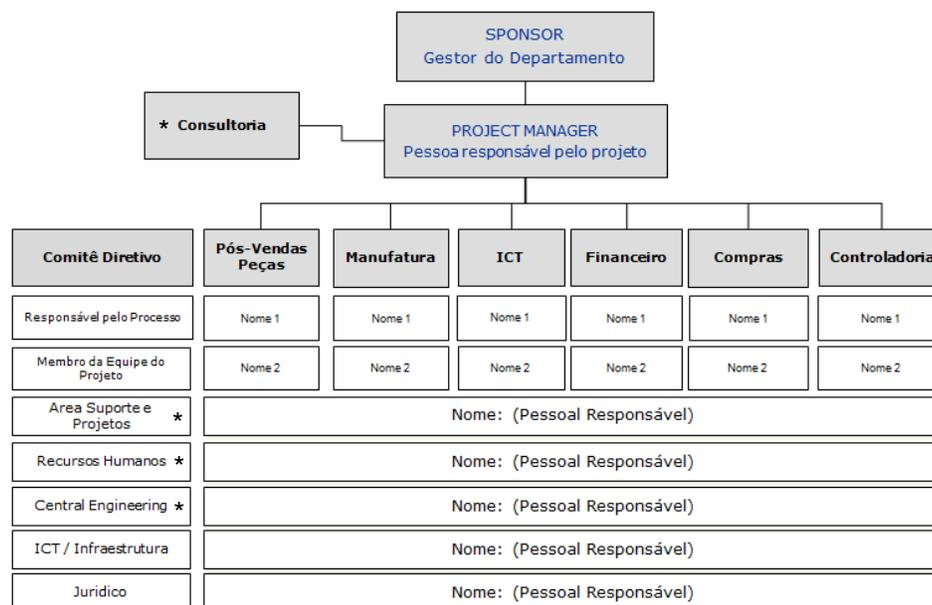 SPONSOR
Gestor do Departamento
* Consultoria
PROJECT MANAGER
Pessoa responsável pelo projeto
Comitê Diretivo
Pós-Vendas
Peças
Manufatura
ICT
Financeiro
Compras
Controladoria
Responsável pelo Processo
Nome 1
Nome 1
Nome 1
Nome 1
Nome 1
Nome 1
Membro da Equipe do
Projeto
Nome 2
Nome 2
Nome 2
Nome 2
Nome 2
Nome 2
Area Suporte e
Projetos *
Nome: (Pessoal Responsável)
Recursos Humanos *
Nome: (Pessoal Responsável)
Central Engineering *
Nome: (Pessoal Responsável)
ICT / Infraestrutura
Nome: (Pessoal Responsável)
Juridico
Nome: (Pessoal Responsável)